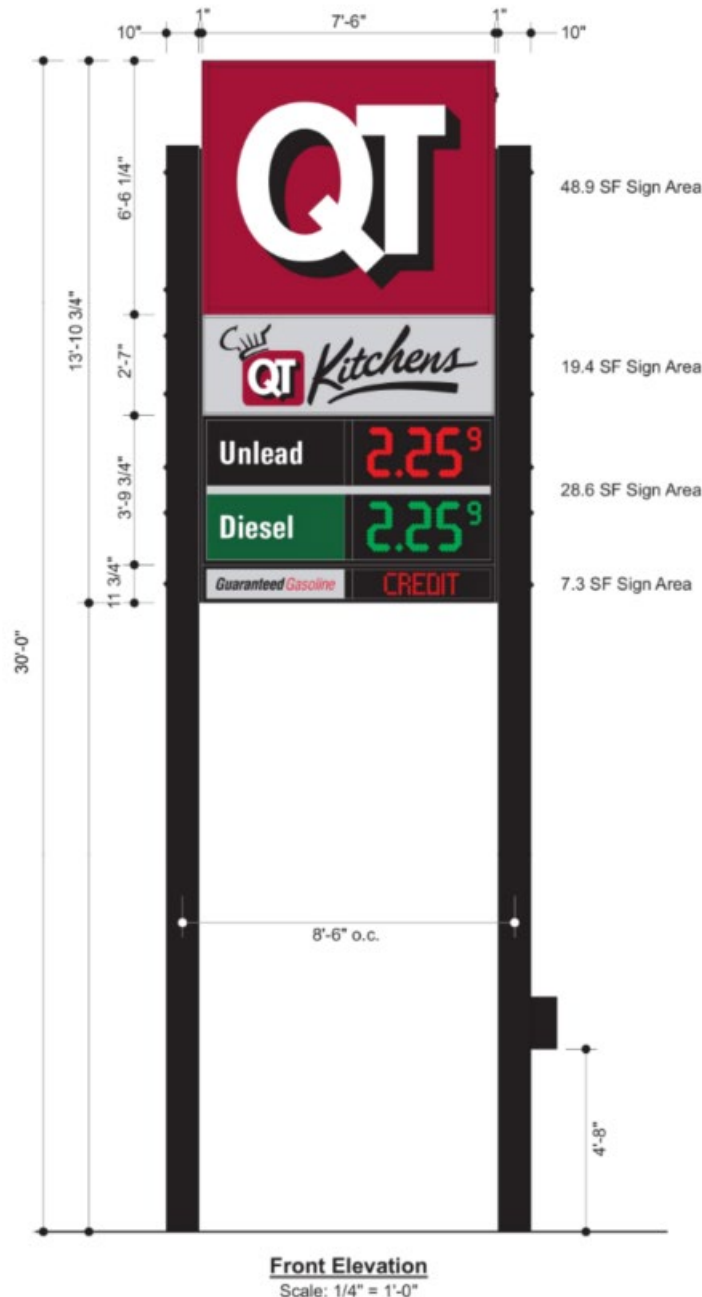 1" 7'-6" 1"
10" 10"
QT
6'-6 1/4"
48.9 SF Sign Area
13'-10 3/4"
QT Kitchens
2'-7"
19.4 SF Sign Area
Unlead 2.25 9
3'-9 3/4"
28.6 SF Sign Area
Diesel 2.25 9
11 3/4"
Guaranteed Gasoline CREDIT
7.3 SF Sign Area
30'-0"
8'-6" o.c.
4'-8"
Front Elevation
Scale: 1/4" = 1'-0"